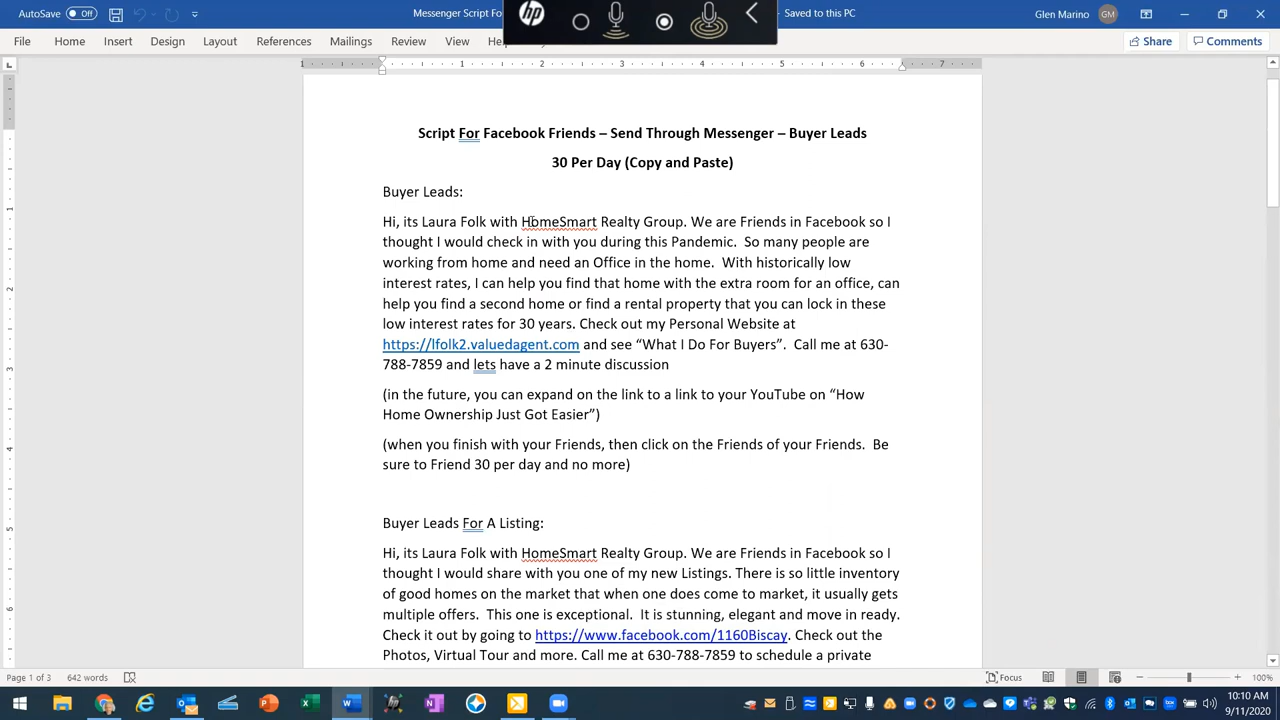 AutoSave Off
Messenger Script For
Saved to this PC
Glen Marino
GM
hp
File Home Insert Design Layout References Mailings Review View
Share Comments
1 1 2 3 4 5 6 7
Script For Facebook Friends – Send Through Messenger – Buyer Leads
30 Per Day (Copy and Paste)
Buyer Leads:
Hi, its Laura Folk with HomeSmart Realty Group. We are Friends in Facebook so I
thought I would check in with you during this Pandemic.  So many people are
working from home and need an Office in the home.  With historically low
interest rates, I can help you find that home with the extra room for an office, can
help you find a second home or find a rental property that you can lock in these
low interest rates for 30 years. Check out my Personal Website at
https://lfolk2.valuedagent.com and see “What I Do For Buyers”.  Call me at 630-
788-7859 and lets have a 2 minute discussion
(in the future, you can expand on the link to a link to your YouTube on “How
Home Ownership Just Got Easier”)
(when you finish with your Friends, then click on the Friends of your Friends.  Be
sure to Friend 30 per day and no more)
Buyer Leads For A Listing:
Hi, its Laura Folk with HomeSmart Realty Group. We are Friends in Facebook so I
thought I would share with you one of my new Listings. There is so little inventory
of good homes on the market that when one does come to market, it usually gets
multiple offers.  This one is exceptional.  It is stunning, elegant and move in ready.
Check it out by going to https://www.facebook.com/1160Biscay. Check out the
Photos, Virtual Tour and more. Call me at 630-788-7859 to schedule a private
Page 1 of 3 642 words
Focus
100%
10:10 AM
9/11/2020